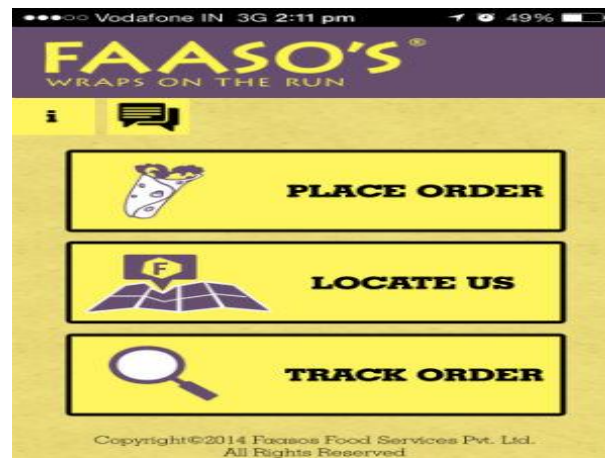 Vodafone IN 3G 2:11 pm 49%
FAASO'S®
WRAPS ON THE RUN
i
PLACE ORDER
F
LOCATE US
TRACK ORDER
Copyright©2014 Faasos Food Services Pvt. Ltd.
All Rights Reserved